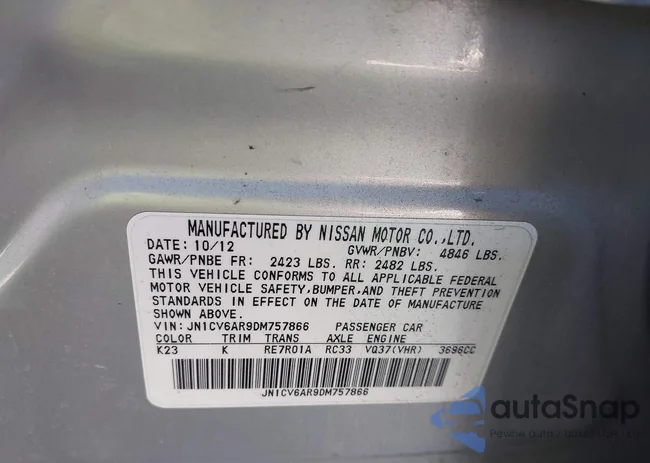 MANUFACTURED BY NISSAN MOTOR CO.,LTD.
DATE: 10/12 GVWR/PNBV: 4846 LBS.
GAWR/PNBE FR: 2423 LBS. RR: 2482 LBS.
THIS VEHICLE CONFORMS TO ALL APPLICABLE FEDERAL
MOTOR VEHICLE SAFETY,BUMPER,AND THEFT PREVENTION
STANDARDS IN EFFECT ON THE DATE OF MANUFACTURE
SHOWN ABOVE.
VIN: JN1CV6AR9DM757866 PASSENGER CAR
COLOR TRIM TRANS AXLE ENGINE
K23 K RE7R01A RC33 VQ37(VHR) 3696CC
JN1CV6AR9DM757866
autaSnap
Pewne auta z